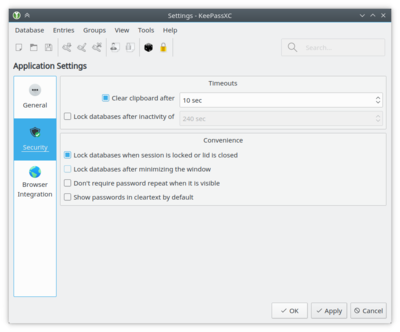 Settings - KeePassXC
Database Entries Groups View Tools Help
Search...
Application Settings
General
Security
Browser
Integration
Timeouts
Clear clipboard after 10 sec
Lock databases after inactivity of 240 sec
Convenience
Lock databases when session is locked or lid is closed
Lock databases after minimizing the window
Don't require password repeat when it is visible
Show passwords in cleartext by default
OK Apply Cancel